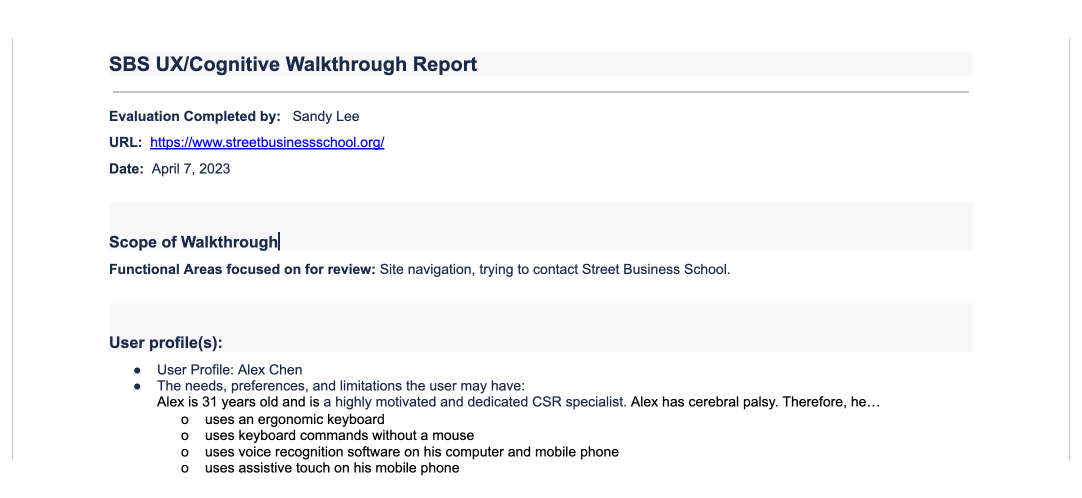 SBS UX/Cognitive Walkthrough Report
Evaluation Completed by: Sandy Lee
URL: https://www.streetbusinessschool.org/
Date: April 7, 2023
Scope of Walkthrough
Functional Areas focused on for review: Site navigation, trying to contact Street Business School.
User profile(s):
● User Profile: Alex Chen
● The needs, preferences, and limitations the user may have:
Alex is 31 years old and is a highly motivated and dedicated CSR specialist. Alex has cerebral palsy. Therefore, he…
o uses an ergonomic keyboard
o uses keyboard commands without a mouse
o uses voice recognition software on his computer and mobile phone
o uses assistive touch on his mobile phone